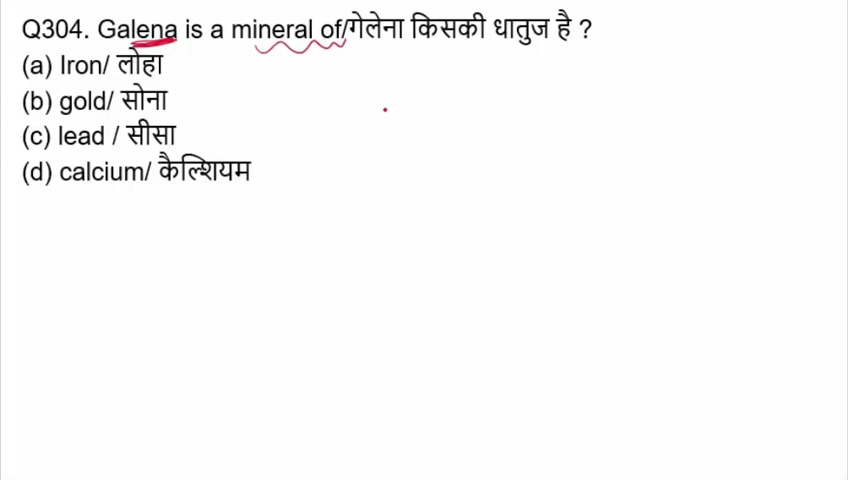 Q304. Galena is a mineral of/गेलेना किसकी धातुज है ?
(a) Iron/ लोहा
(b) gold/ सोना
(c) lead / सीसा
(d) calcium/ कैल्शियम